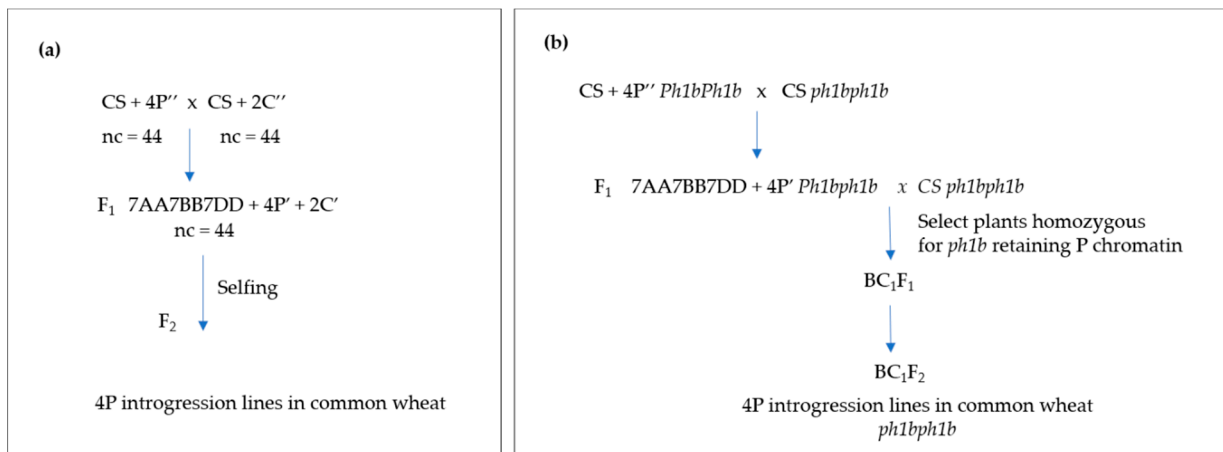 (a)
CS + 4P′′ x CS + 2C′′
nc = 44 nc = 44
F₁ 7AA7BB7DD + 4P′ + 2C′
nc = 44
Selfing
F₂
4P introgression lines in common wheat
(b)
CS + 4P′′ Ph1bPh1b x CS ph1bph1b
F₁ 7AA7BB7DD + 4P′ Ph1bph1b x CS ph1bph1b
Select plants homozygous
for ph1b retaining P chromatin
BC₁F₁
BC₁F₂
4P introgression lines in common wheat
ph1bph1b